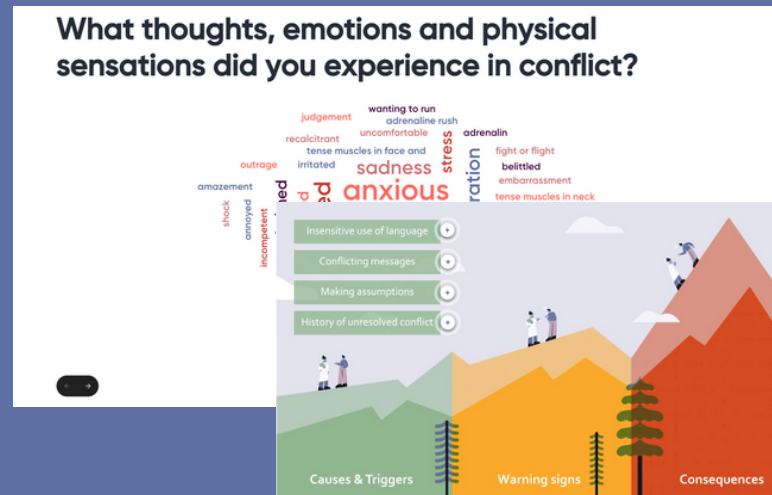 What thoughts, emotions and physical
sensations did you experience in conflict?
wanting to run
judgement
adrenaline rush
recalcitrant
uncomfortable
stress
adrenalin
tense muscles in face and
fight or flight
outrage
irritated
sadness
belittled
embarrassment
amazement
anxious
tense muscles in neck
shock
annoyed
incompetent
Insensitive use of language
Conflicting messages
Making assumptions
History of unresolved conflict
Causes & Triggers
Warning signs
Consequences